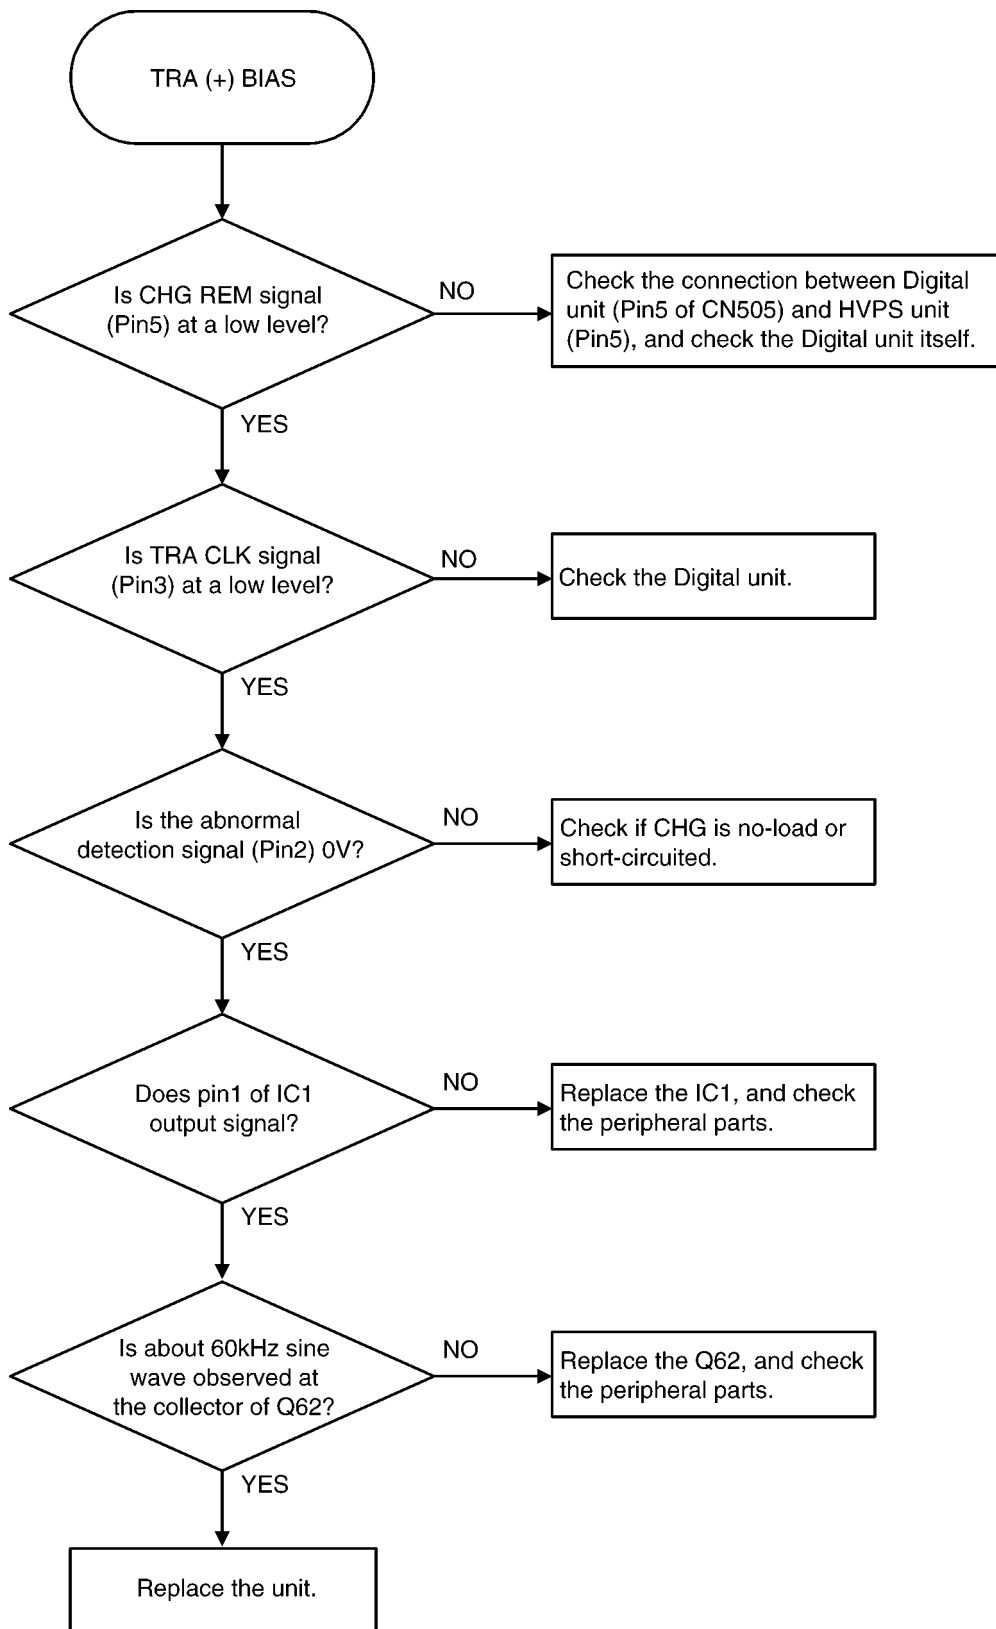 TRA (+) BIAS
Is CHG REM signal
(Pin5) at a low level?
NO
Check the connection between Digital
unit (Pin5 of CN505) and HVPS unit
(Pin5), and check the Digital unit itself.
YES
Is TRA CLK signal
(Pin3) at a low level?
NO
Check the Digital unit.
YES
Is the abnormal
detection signal (Pin2) 0V?
NO
Check if CHG is no-load or
short-circuited.
YES
Does pin1 of IC1
output signal?
NO
Replace the IC1, and check
the peripheral parts.
YES
Is about 60kHz sine
wave observed at
the collector of Q62?
NO
Replace the Q62, and check
the peripheral parts.
YES
Replace the unit.